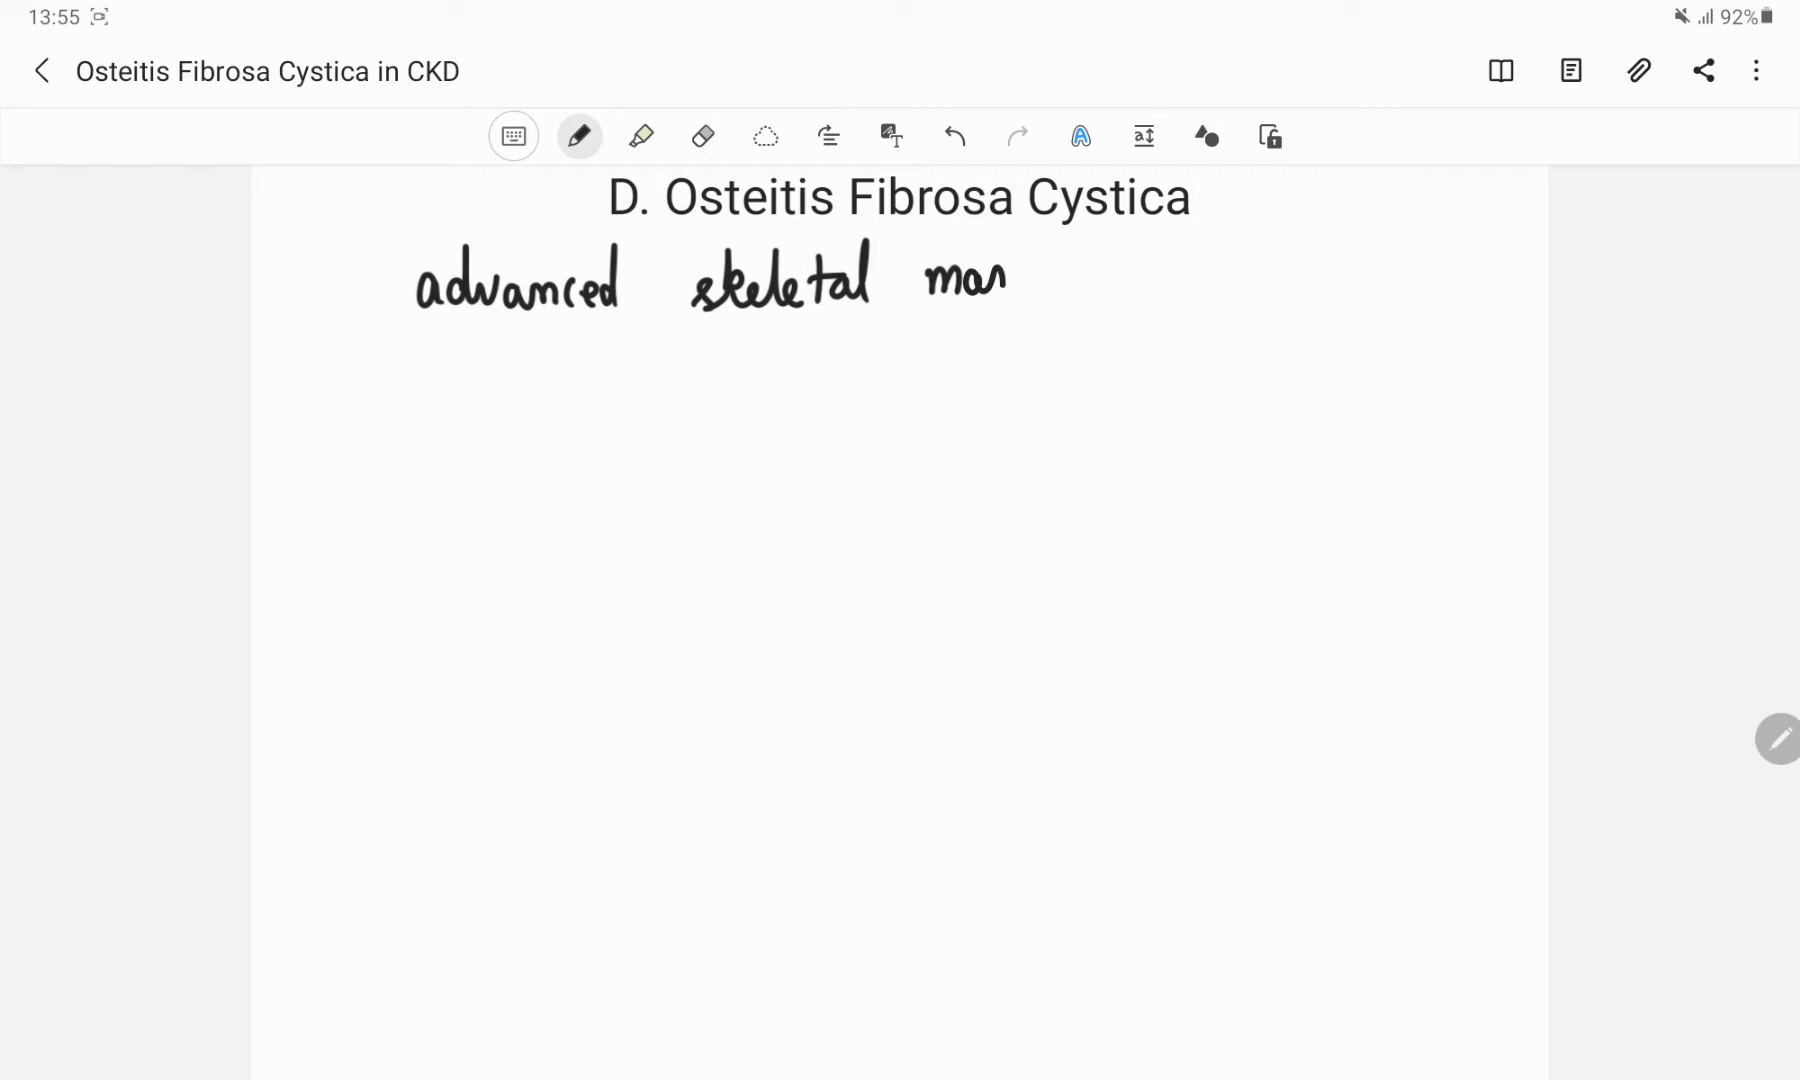 13:55 92%
Osteitis Fibrosa Cystica in CKD
D. Osteitis Fibrosa Cystica
advanced skeletal man